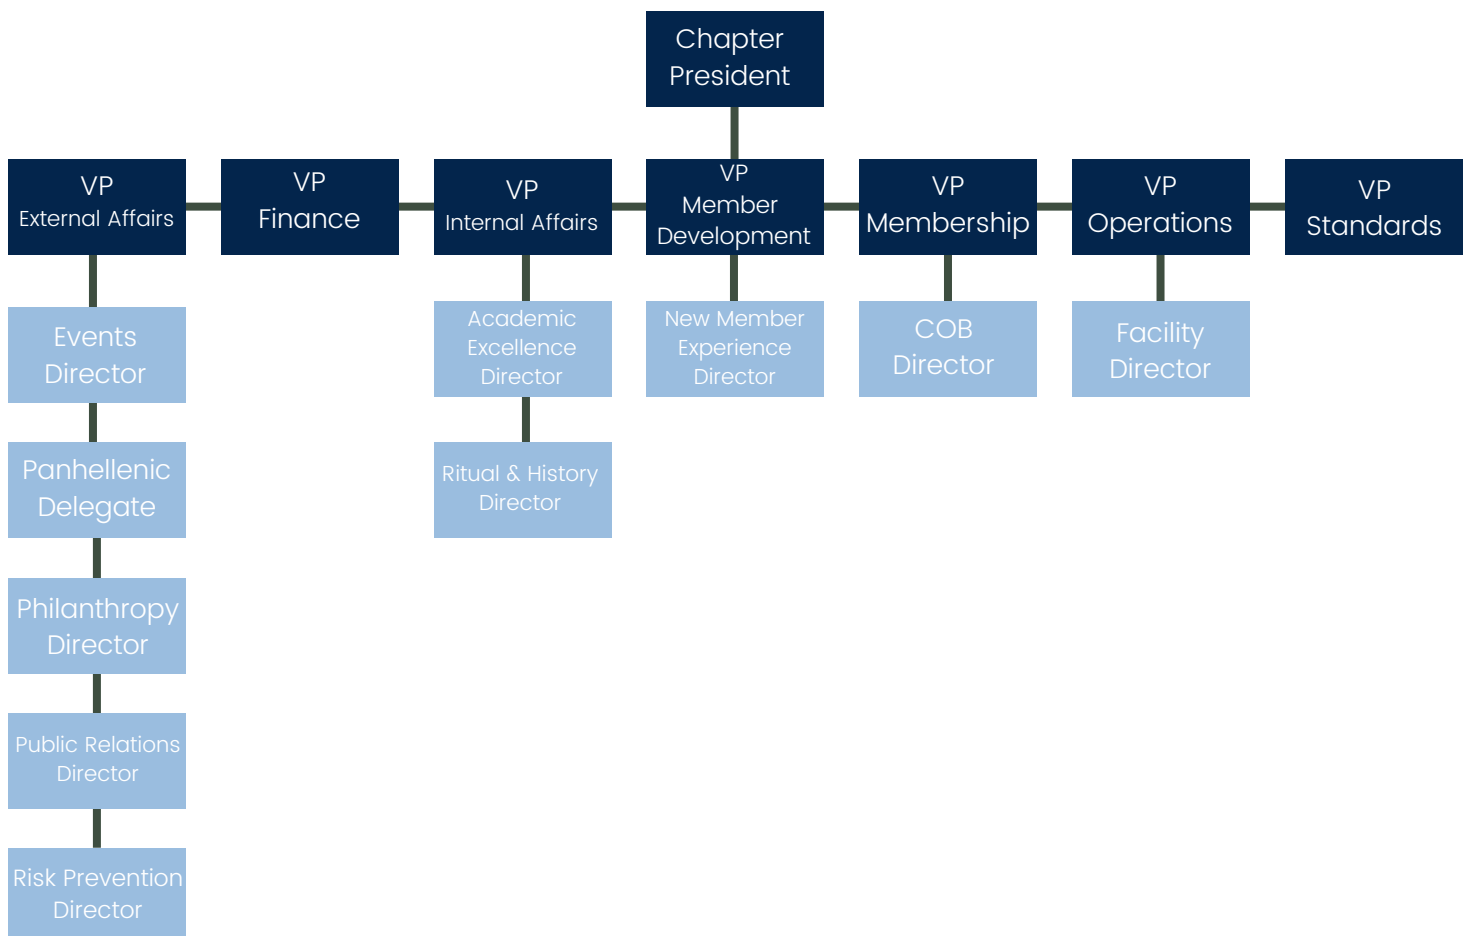 Chapter
President
VP
External Affairs
VP
Finance
VP
Internal Affairs
VP
Member
Development
VP
Membership
VP
Operations
VP
Standards
Events
Director
Academic
Excellence
Director
New Member
Experience
Director
COB
Director
Facility
Director
Panhellenic
Delegate
Ritual & History
Director
Philanthropy
Director
Public Relations
Director
Risk Prevention
Director